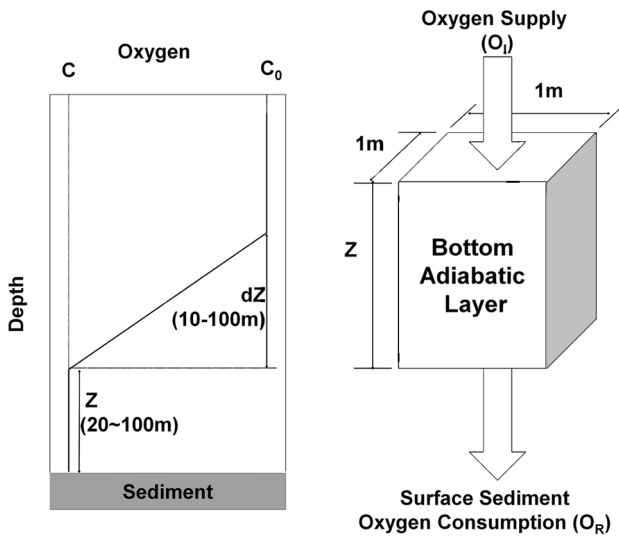 Oxygen
C
C₀
Depth
dZ
(10-100m)
Z
(20~100m)
Sediment
Oxygen Supply
(Oᵢ)
1m
1m
Z
Bottom
Adiabatic
Layer
Surface Sediment
Oxygen Consumption (O_R)